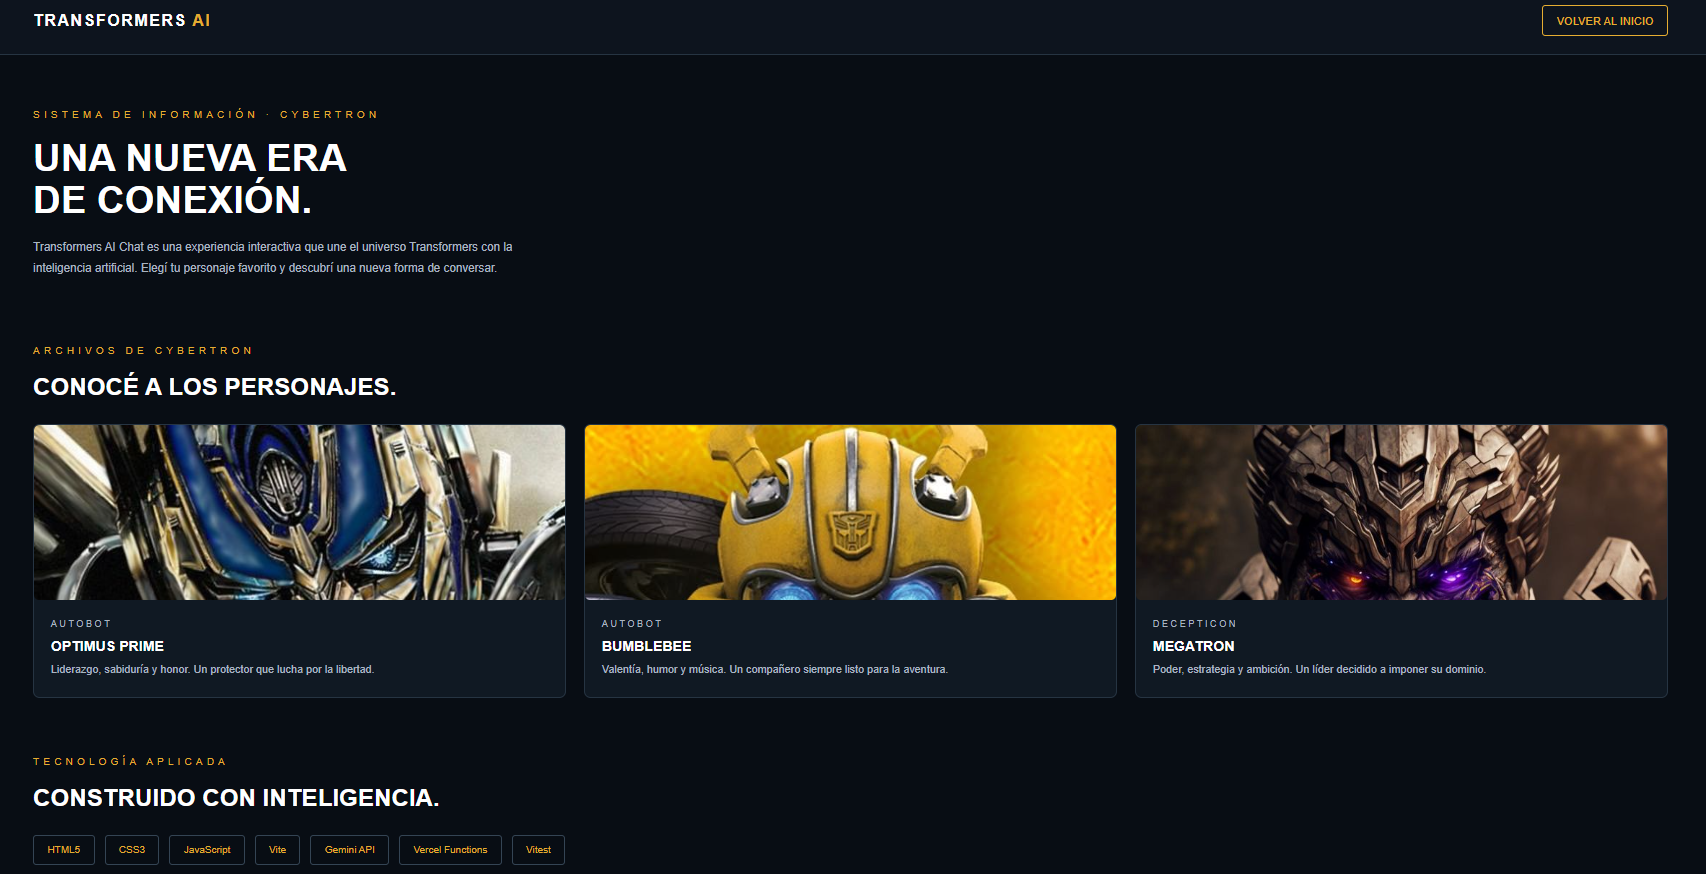 TRANSFORMERS AI
VOLVER AL INICIO
SISTEMA DE INFORMACIÓN · CYBERTRON
UNA NUEVA ERA
DE CONEXIÓN.
Transformers AI Chat es una experiencia interactiva que une el universo Transformers con la
inteligencia artificial. Elegí tu personaje favorito y descubrí una nueva forma de conversar.
ARCHIVOS DE CYBERTRON
CONOCÉ A LOS PERSONAJES.
AUTOBOT
OPTIMUS PRIME
Liderazgo, sabiduría y honor. Un protector que lucha por la libertad.
AUTOBOT
BUMBLEBEE
Valentía, humor y música. Un compañero siempre listo para la aventura.
DECEPTICON
MEGATRON
Poder, estrategia y ambición. Un líder decidido a imponer su dominio.
TECNOLOGÍA APLICADA
CONSTRUIDO CON INTELIGENCIA.
HTML5
CSS3
JavaScript
Vite
Gemini API
Vercel Functions
Vitest